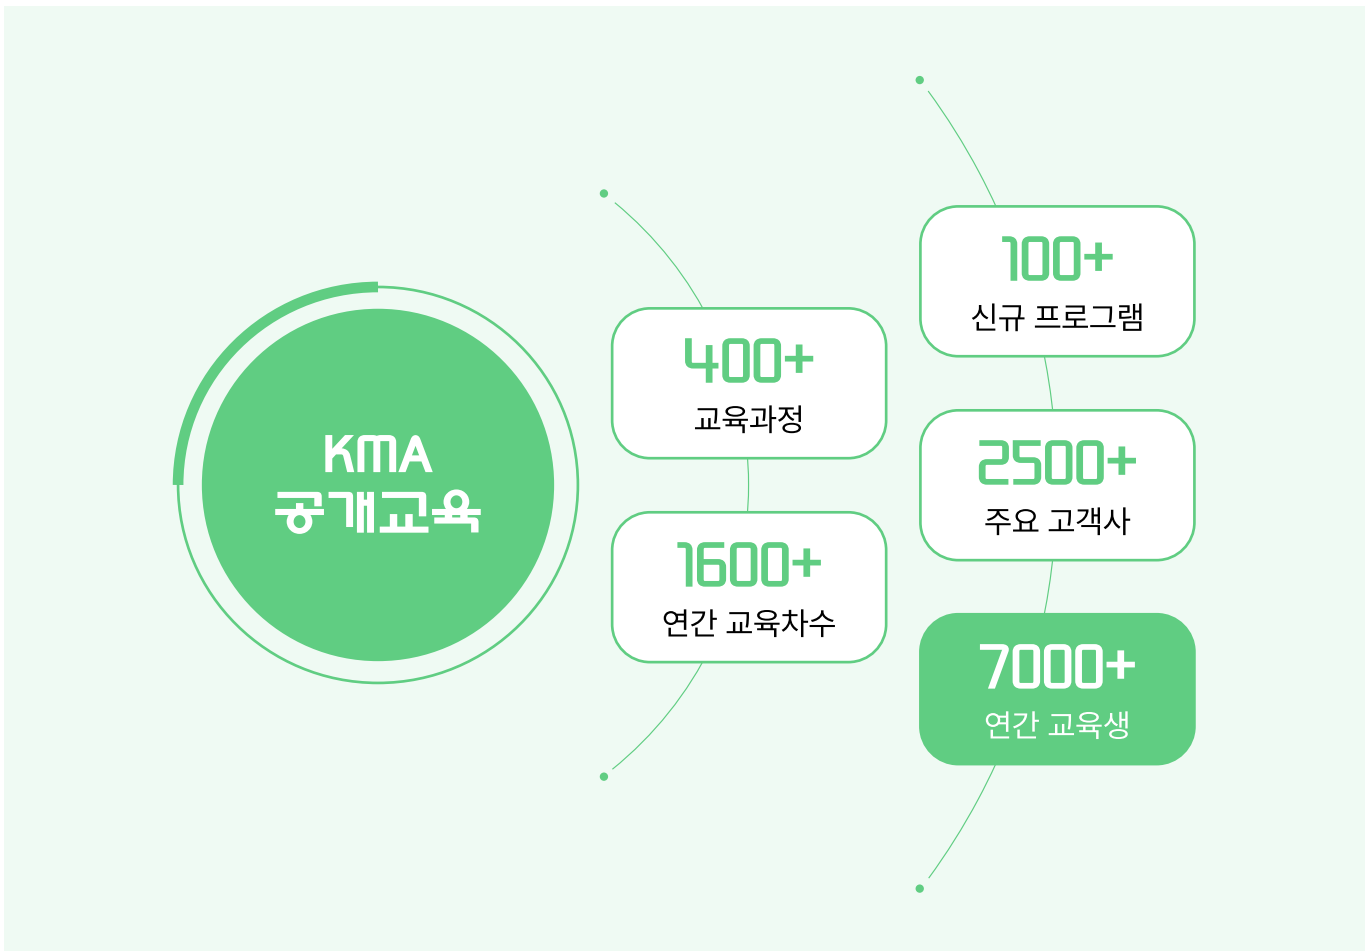 KMA
공개교육
400+
교육과정
1600+
연간 교육차수
100+
신규 프로그램
2500+
주요 고객사
7000+
연간 교육생